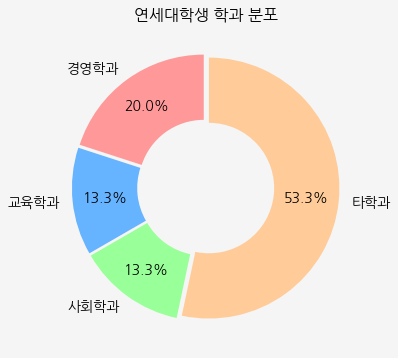 연세대학생 학과 분포
경영학과
20.0%
교육학과
13.3%
53.3%
타학과
13.3%
사회학과